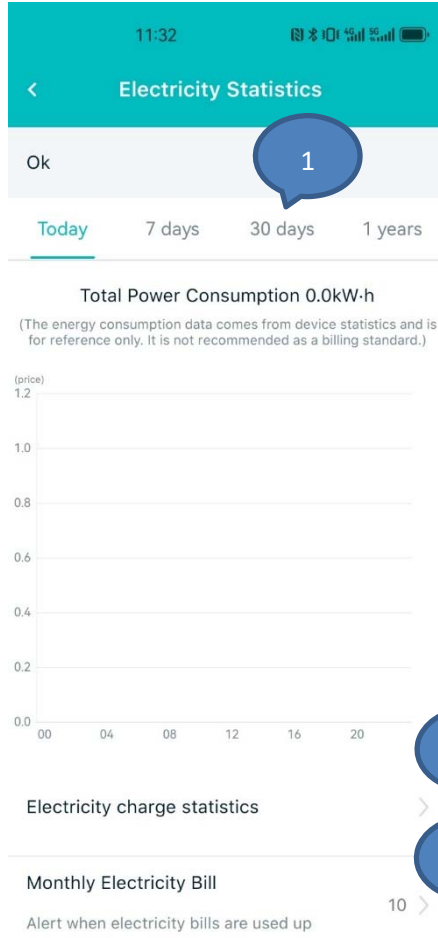 11:32
Electricity Statistics
Ok
1
Today 7 days 30 days 1 years
Total Power Consumption 0.0kW·h
(The energy consumption data comes from device statistics and is
for reference only. It is not recommended as a billing standard.)
(price)
1.2
1.0
0.8
0.6
0.4
0.2
0.0
00 04 08 12 16 20
Electricity charge statistics
Monthly Electricity Bill
10
Alert when electricity bills are used up